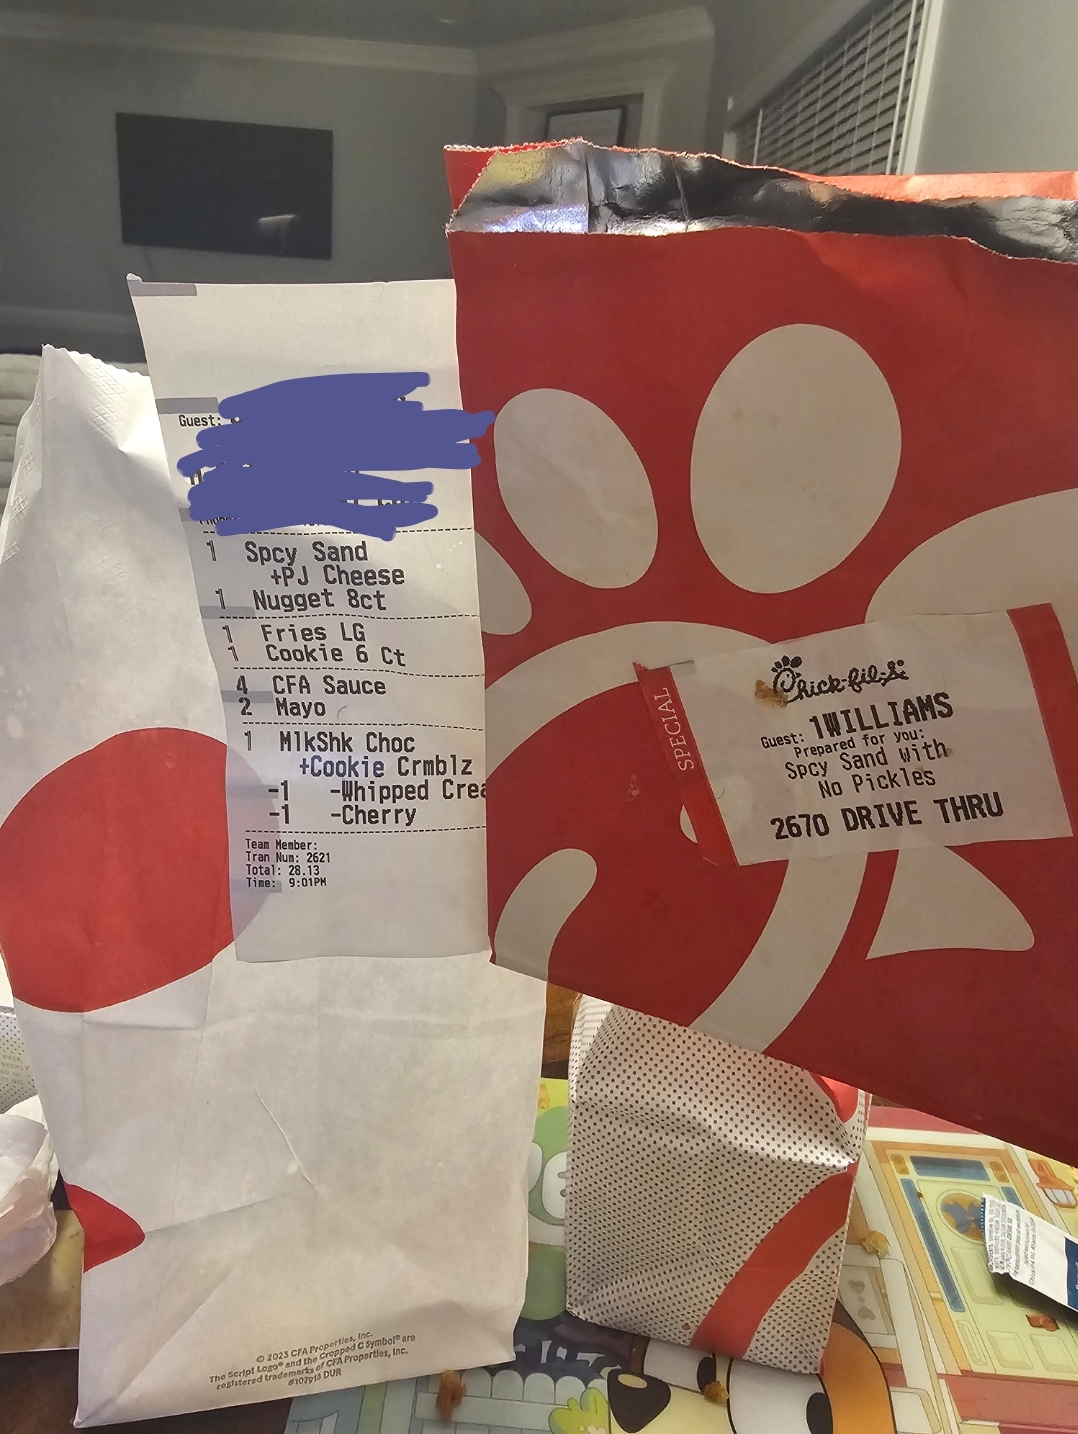 Guest:
1 Spcy Sand
+PJ Cheese
1 Nugget 8ct
1 Fries LG
1 Cookie 6 Ct
4 CFA Sauce
2 Mayo
1 MlkShk Choc
+Cookie Crmblz
-1 -Whipped Crea
-1 -Cherry
Team Member:
Tran Num: 2621
Total: 28.13
Time: 9:01PM
SPECIAL
Chick-fil-A
Guest: 1WILLIAMS
Prepared for you:
Spcy Sand with
No Pickles
2670 DRIVE THRU
© 2023 CFA Properties, Inc.
The Script Logo® and the Cropped C Symbol® are
registered trademarks of CFA Properties, Inc.
#107916 DUR